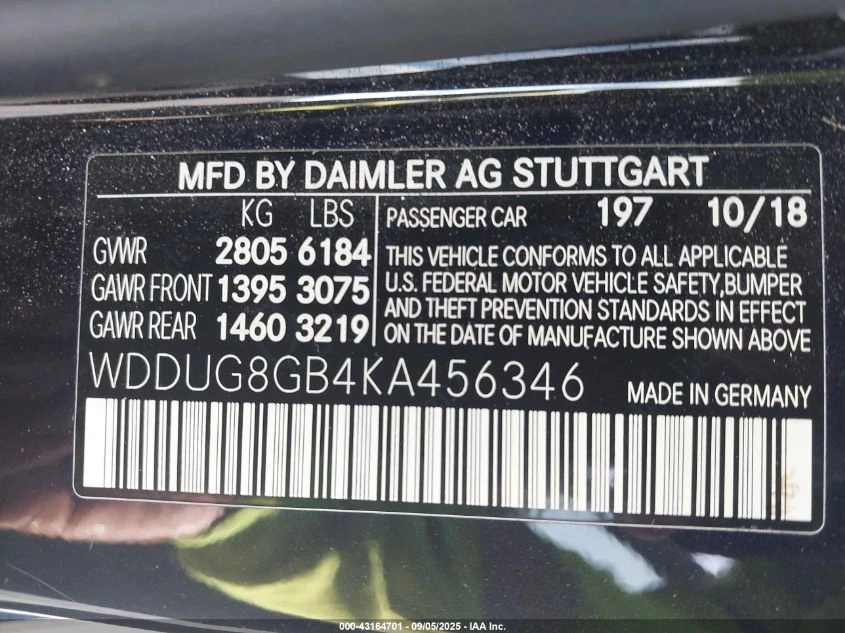 MFD BY DAIMLER AG STUTTGART
KG LBS
GVWR 2805 6184
GAWR FRONT 1395 3075
GAWR REAR 1460 3219
PASSENGER CAR 197 10/18
THIS VEHICLE CONFORMS TO ALL APPLICABLE
U.S. FEDERAL MOTOR VEHICLE SAFETY,BUMPER
AND THEFT PREVENTION STANDARDS IN EFFECT
ON THE DATE OF MANUFACTURE SHOWN ABOVE
WDDUG8GB4KA456346 MADE IN GERMANY
000-43164701 - 09/05/2025 - IAA Inc.